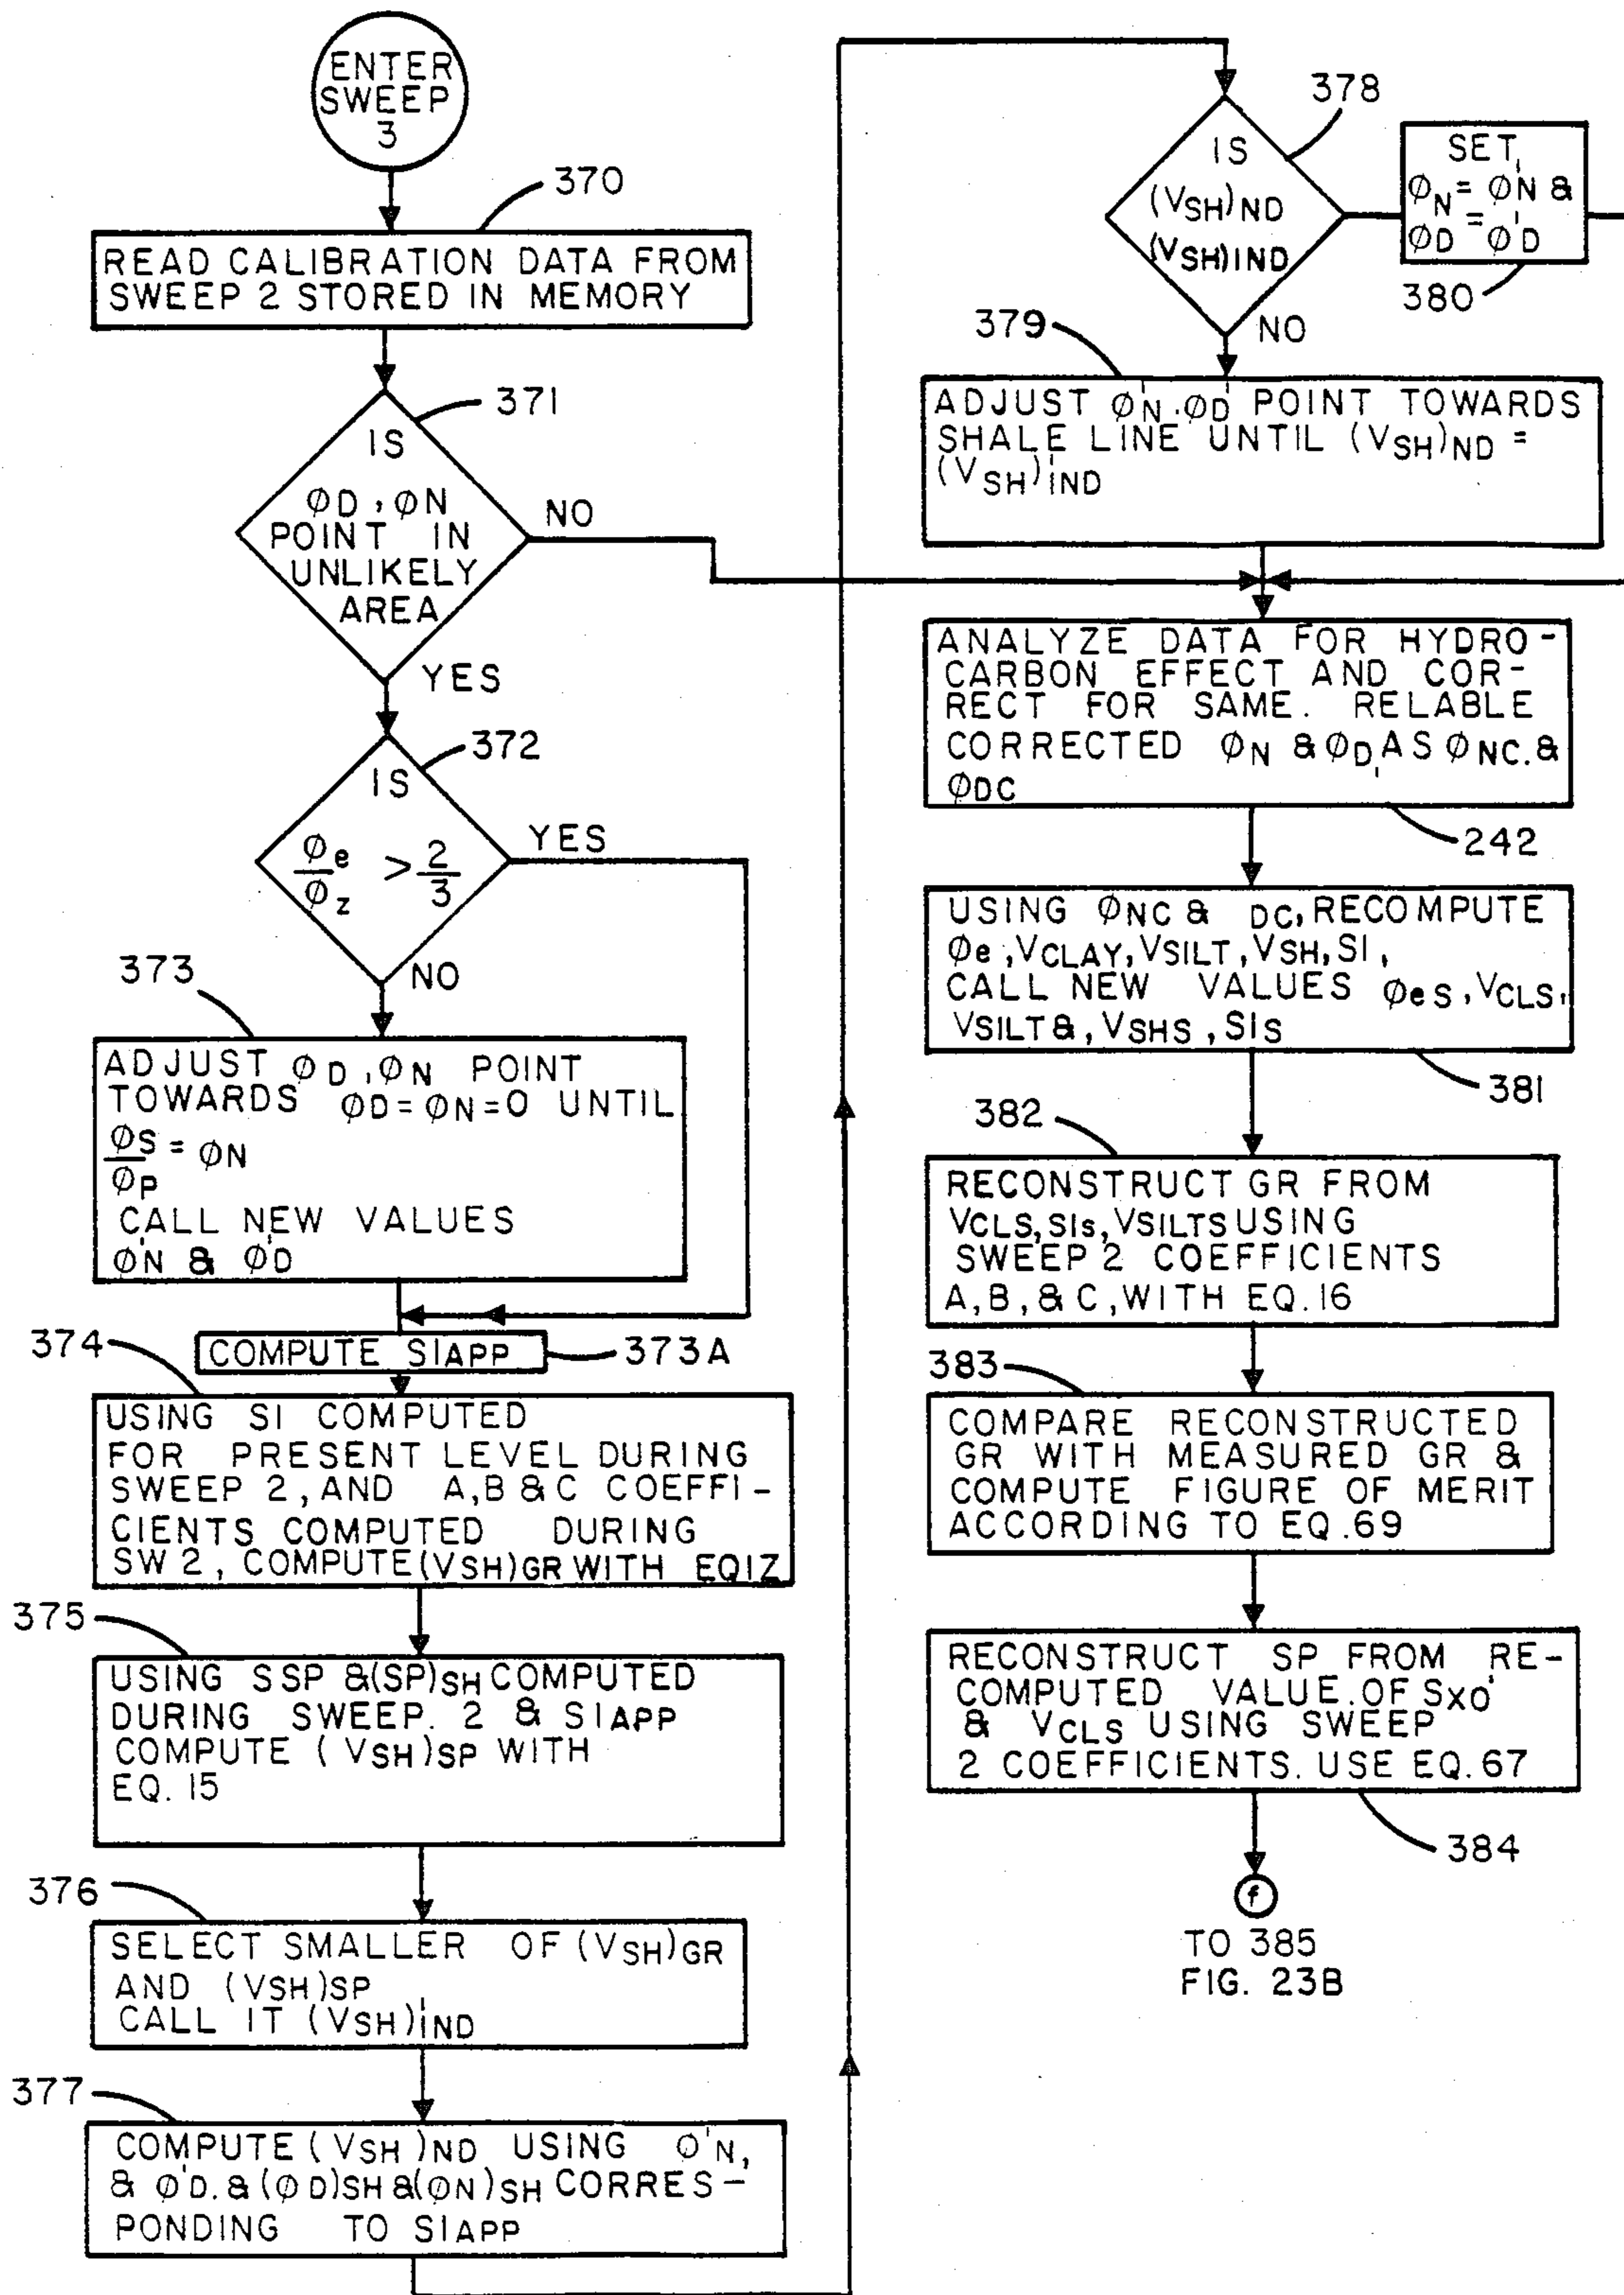 ENTER
SWEEP
3
370
READ CALIBRATION DATA FROM
SWEEP 2 STORED IN MEMORY
371
IS
ØD, ØN
POINT IN
UNLIKELY
AREA
NO
YES
372
IS
Øe/Øz > 2/3
YES
NO
373
ADJUST ØD, ØN POINT
TOWARDS ØD=ØN=0 UNTIL
ØS/ØP = ØN
CALL NEW VALUES
Ø'N & Ø'D
374
COMPUTE SIAPP
373A
USING SI COMPUTED
FOR PRESENT LEVEL DURING
SWEEP 2, AND A,B & C COEFFI-
CIENTS COMPUTED DURING
SW 2, COMPUTE (VSH)GR WITH EQ1Z
375
USING SSP &(SP)SH COMPUTED
DURING SWEEP. 2 & SIAPP
COMPUTE (VSH)SP WITH
EQ. 15
376
SELECT SMALLER OF (VSH)GR
AND (VSH)SP
CALL IT (VSH)'IND
377
COMPUTE (VSH)ND USING Ø'N,
& Ø'D. & (ØD)SH &(ØN)SH CORRES-
PONDING TO SIAPP
378
IS
(VSH)ND
(VSH)IND
NO
SET,
ØN = Ø'N &
ØD = Ø'D
380
379
ADJUST Ø'N.Ø'D POINT TOWARDS
SHALE LINE UNTIL (VSH)ND =
(VSH)'IND
ANALYZE DATA FOR HYDRO-
CARBON EFFECT AND COR-
RECT FOR SAME. RELABLE
CORRECTED ØN & ØD, AS ØNC. &
ØDC
242
USING ØNC & DC, RECOMPUTE
Øe, VCLAY, VSILT, VSH, SI,
CALL NEW VALUES ØeS, VCLS,
VSILT&, VSHS, SIS
381
382
RECONSTRUCT GR FROM
VCLS, SIs, VSILTS USING
SWEEP 2 COEFFICIENTS
A, B, & C, WITH EQ. 16
383
COMPARE RECONSTRUCTED
GR WITH MEASURED GR &
COMPUTE FIGURE OF MERIT
ACCORDING TO EQ.69
RECONSTRUCT SP FROM RE-
COMPUTED VALUE.OF SXO'
& VCLS USING SWEEP
2 COEFFICIENTS. USE EQ.67
384
f
TO 385
FIG. 23B